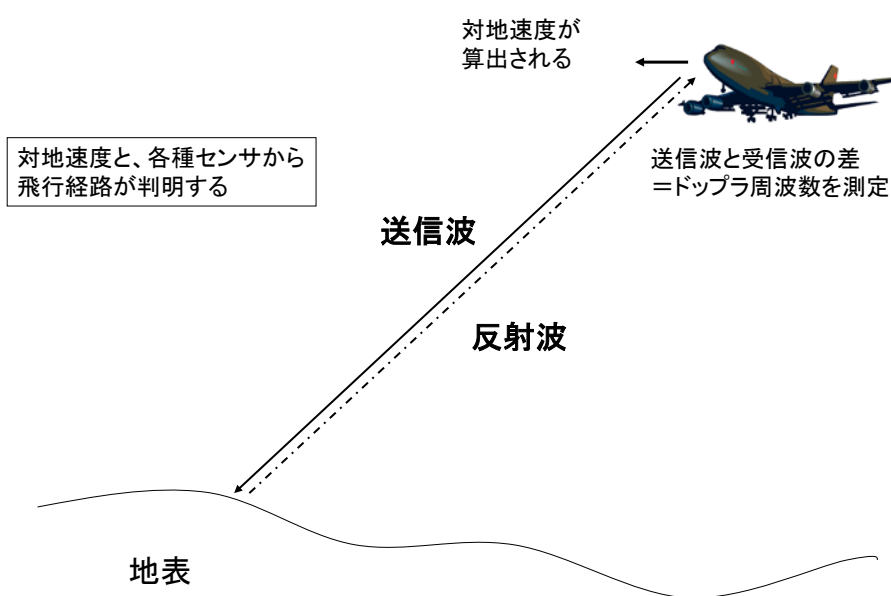 対地速度が
算出される
対地速度と、各種センサから
飛行経路が判明する
送信波と受信波の差
＝ドップラ周波数を測定
送信波
反射波
地表